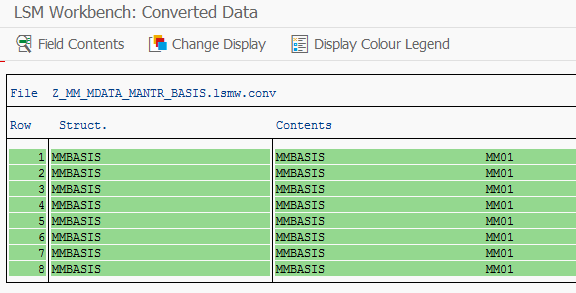 LSM Workbench: Converted Data
Field Contents Change Display Display Colour Legend
File Z_MM_MDATA_MANTR_BASIS.lsmw.conv
Row Struct. Contents
1 MMBASIS MMBASIS MM01
2 MMBASIS MMBASIS MM01
3 MMBASIS MMBASIS MM01
4 MMBASIS MMBASIS MM01
5 MMBASIS MMBASIS MM01
6 MMBASIS MMBASIS MM01
7 MMBASIS MMBASIS MM01
8 MMBASIS MMBASIS MM01